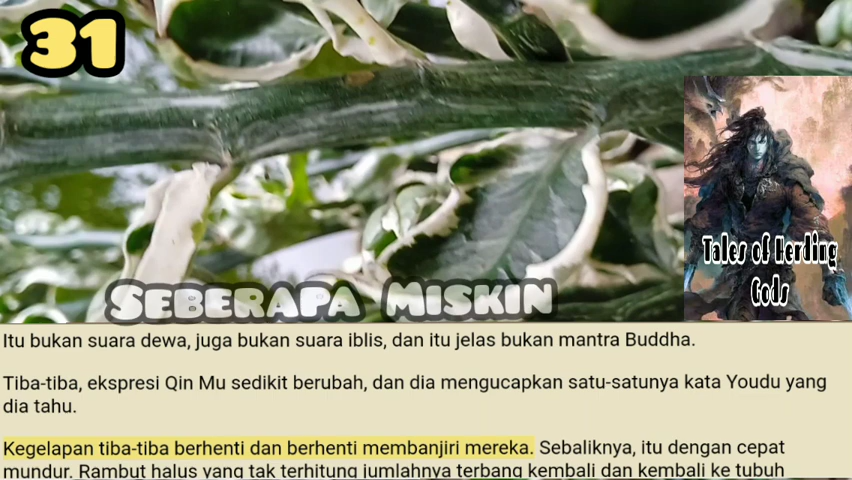 31
Tales of Herding
Gods
SEBERAPA MISKIN
Itu bukan suara dewa, juga bukan suara iblis, dan itu jelas bukan mantra Buddha.
Tiba-tiba, ekspresi Qin Mu sedikit berubah, dan dia mengucapkan satu-satunya kata Youdu yang
dia tahu.
Kegelapan tiba-tiba berhenti dan berhenti membanjiri mereka. Sebaliknya, itu dengan cepat
mundur. Rambut halus yang tak terhitung jumlahnya terbang kembali dan kembali ke tubuh